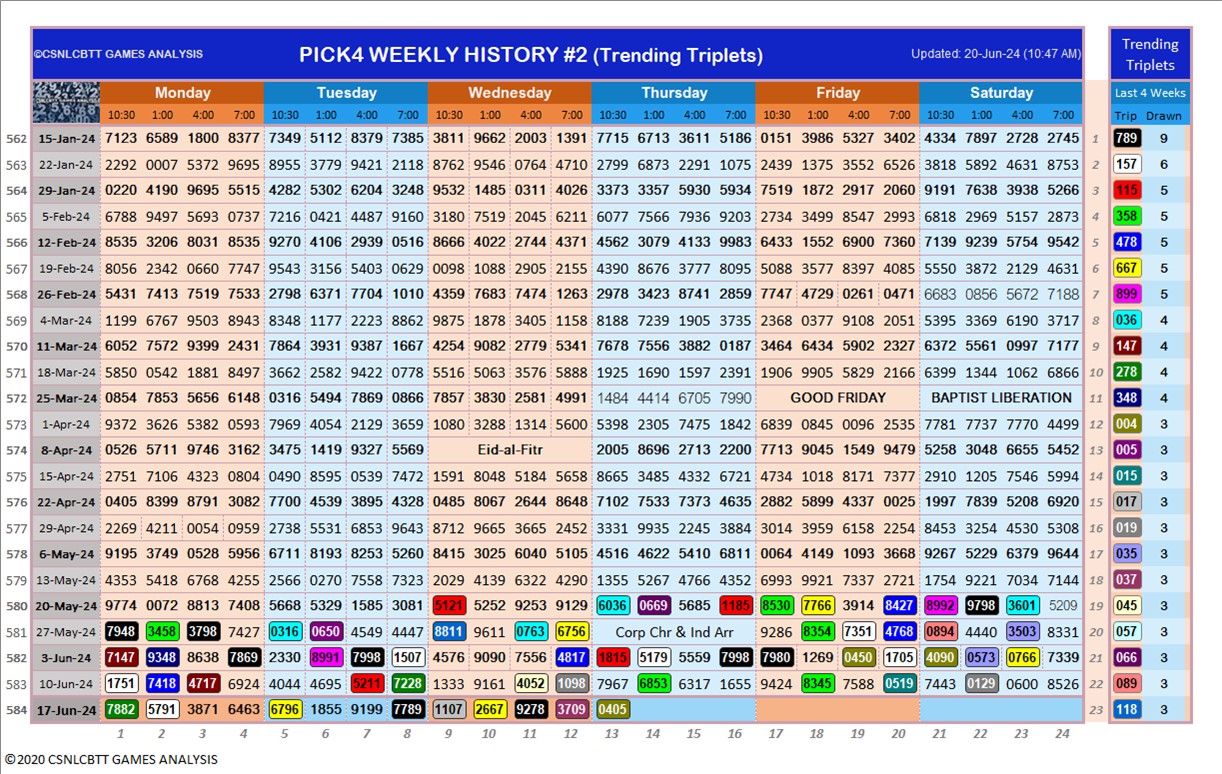 ©CSNLCBTT GAMES ANALYSIS PICK4 WEEKLY HISTORY #2 (Trending Triplets) Updated: 20-Jun-24 (10:47 AM) Trending Triplets
Monday Tuesday Wednesday Thursday Friday Saturday Last 4 Weeks
10:30 1:00 4:00 7:00 10:30 1:00 4:00 7:00 10:30 1:00 4:00 7:00 10:30 1:00 4:00 7:00 10:30 1:00 4:00 7:00 10:30 1:00 4:00 7:00 Trip Drawn
562 15-Jan-24 7123 6589 1800 8377 7349 5112 8379 7385 3811 9662 2003 1391 7715 6713 3611 5186 0151 3986 5327 3402 4334 7897 2728 2745 1 789 9
563 22-Jan-24 2292 0007 5372 9695 8955 3779 9421 2118 8762 9546 0764 4710 2799 6873 2291 1075 2439 1375 3552 6526 3818 5892 4631 8753 2 157 6
564 29-Jan-24 0220 4190 9695 5515 4282 5302 6204 3248 9532 1485 0311 4026 3373 3357 5930 5934 7519 1872 2917 2060 9191 7638 3938 5266 3 115 5
565 5-Feb-24 6788 9497 5693 0737 7216 0421 4487 9160 3180 7519 2045 6211 6077 7566 7936 9203 2734 3499 8547 2993 6818 2969 5157 2873 4 358 5
566 12-Feb-24 8535 3206 8031 8535 9270 4106 2939 0516 8666 4022 2744 4371 4562 3079 4133 9983 6433 1552 6900 7360 7139 9239 5754 9542 5 478 5
567 19-Feb-24 8056 2342 0660 7747 9543 3156 5403 0629 0098 1088 2905 2155 4390 8676 3777 8095 5088 3577 8397 4085 5550 3872 2129 4631 6 667 5
568 26-Feb-24 5431 7413 7519 7533 2798 6371 7704 1010 9359 7683 7474 1263 2978 3423 8741 2859 7747 4729 0261 0471 6683 0856 5672 7188 7 899 5
569 4-Mar-24 1199 6767 9503 8943 8348 1177 2223 8862 9875 1878 3405 1158 8188 7239 1905 3735 2368 0377 9108 2051 5395 3369 6190 3717 8 036 4
570 11-Mar-24 6052 7572 9399 2431 7864 3931 9387 1667 4254 9082 2779 5341 7678 7556 3882 0187 3464 6434 5902 2327 6372 5561 0997 7177 9 147 4
571 18-Mar-24 5850 0542 1881 8497 3662 2582 9422 0778 5516 5063 3576 5888 1925 1690 1597 2391 1906 9905 5829 2166 6399 1344 1062 6866 10 278 4
572 25-Mar-24 0854 7853 5656 6148 0316 5494 7869 0866 7857 3830 2581 4991 1484 4414 6705 7990 GOOD FRIDAY BAPTIST LIBERATION 11 348 4
573 1-Apr-24 9372 3626 5382 0593 7969 4054 2129 3659 1080 3288 1314 5600 5398 2305 7475 1842 6839 0845 0096 2535 7781 7737 7770 4499 12 004 3
574 8-Apr-24 0526 5711 9746 3162 3475 1419 9327 5569 Eid-al-Fitr 2005 8696 2713 2200 7713 9045 1549 9479 5258 3048 6655 5452 13 005 3
575 15-Apr-24 2751 7106 4323 0804 0490 8595 0539 7472 1591 8048 5184 5658 8665 3485 4332 6721 4734 1018 8171 7377 2910 1205 7546 5994 14 015 3
576 22-Apr-24 0405 8399 8791 3082 7700 4539 3895 4328 0485 8067 2644 8648 7102 7533 7373 4635 2882 5899 4337 0025 1997 7839 5208 6920 15 017 3
577 29-Apr-24 2269 4211 0054 0959 2738 5531 6853 9643 8712 9665 3665 2452 3331 9935 2245 3884 3014 3959 6158 2254 8453 3254 4530 5308 16 019 3
578 6-May-24 9195 3749 0528 5956 6711 8193 8253 5260 8415 3025 6040 5105 4516 4622 5410 6811 0064 4149 1093 3668 9267 5229 6379 9644 17 035 3
579 13-May-24 4353 5418 6768 4255 2566 0270 7558 7323 2029 4139 6322 4290 1355 5267 4766 4352 6993 9921 7337 2721 1754 9221 7034 7144 18 037 3
580 20-May-24 9774 0072 8813 7408 5668 5329 1585 3081 5121 5252 9253 9129 6036 0669 5685 1185 8530 7766 3914 8427 8992 9798 3601 5209 19 045 3
581 27-May-24 7948 3458 3798 7427 0316 0650 4549 4447 8811 9611 0763 6756 Corp Chr & Ind Arr 9286 8354 7351 4768 0894 4440 3503 8331 20 057 3
582 3-Jun-24 7147 9348 8638 7869 2330 8991 7998 1507 4576 9090 7556 4817 1815 5179 5559 7998 7980 1269 0450 1705 4090 0573 0766 7339 21 066 3
583 10-Jun-24 1751 7418 4717 6924 4044 4695 5211 7228 1333 9161 4052 1098 7967 6853 6317 1655 9424 8345 7588 0519 7443 0129 0600 8526 22 089 3
584 17-Jun-24 7882 5791 3871 6463 6796 1855 9199 7789 1107 2667 9278 3709 0405 23 118 3
1 2 3 4 5 6 7 8 9 10 11 12 13 14 15 16 17 18 19 20 21 22 23 24
©2020 CSNLCBTT GAMES ANALYSIS